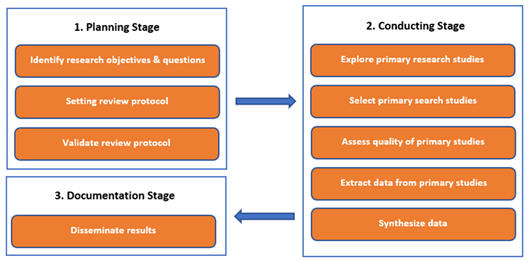 1. Planning Stage
Identify research objectives & questions
Setting review protocol
Validate review protocol
2. Conducting Stage
Explore primary research studies
Select primary search studies
Assess quality of primary studies
Extract data from primary studies
Synthesize data
3. Documentation Stage
Disseminate results